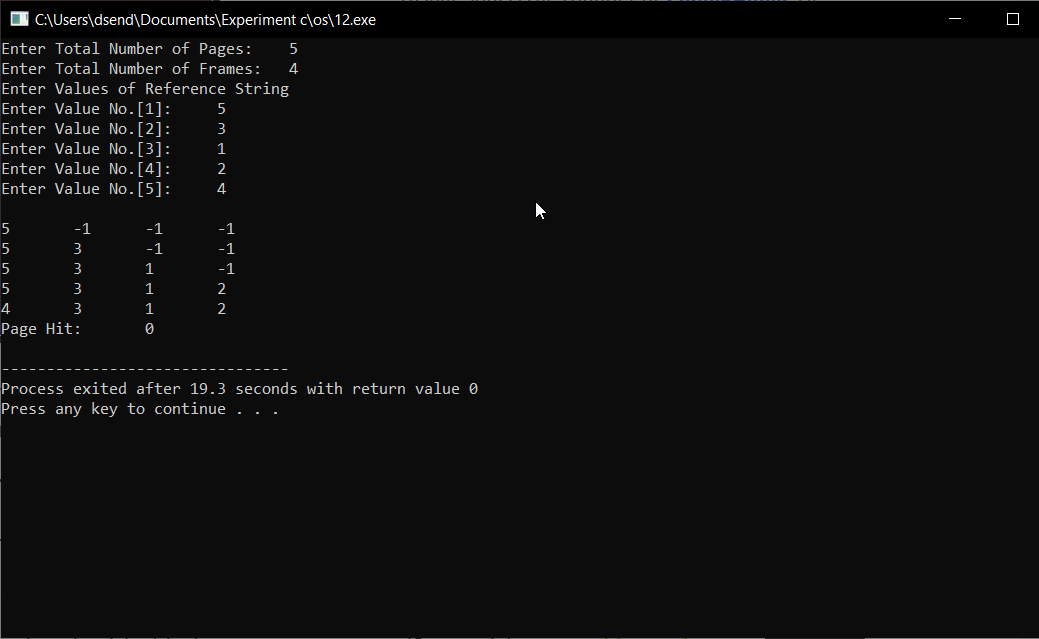 C:\Users\dsend\Documents\Experiment c\os\12.exe
Enter Total Number of Pages:    5
Enter Total Number of Frames:   4
Enter Values of Reference String
Enter Value No.[1]:     5
Enter Value No.[2]:     3
Enter Value No.[3]:     1
Enter Value No.[4]:     2
Enter Value No.[5]:     4
5       -1      -1      -1
5       3       -1      -1
5       3       1       -1
5       3       1       2
4       3       1       2
Page Hit:       0
--------------------------------
Process exited after 19.3 seconds with return value 0
Press any key to continue . . .